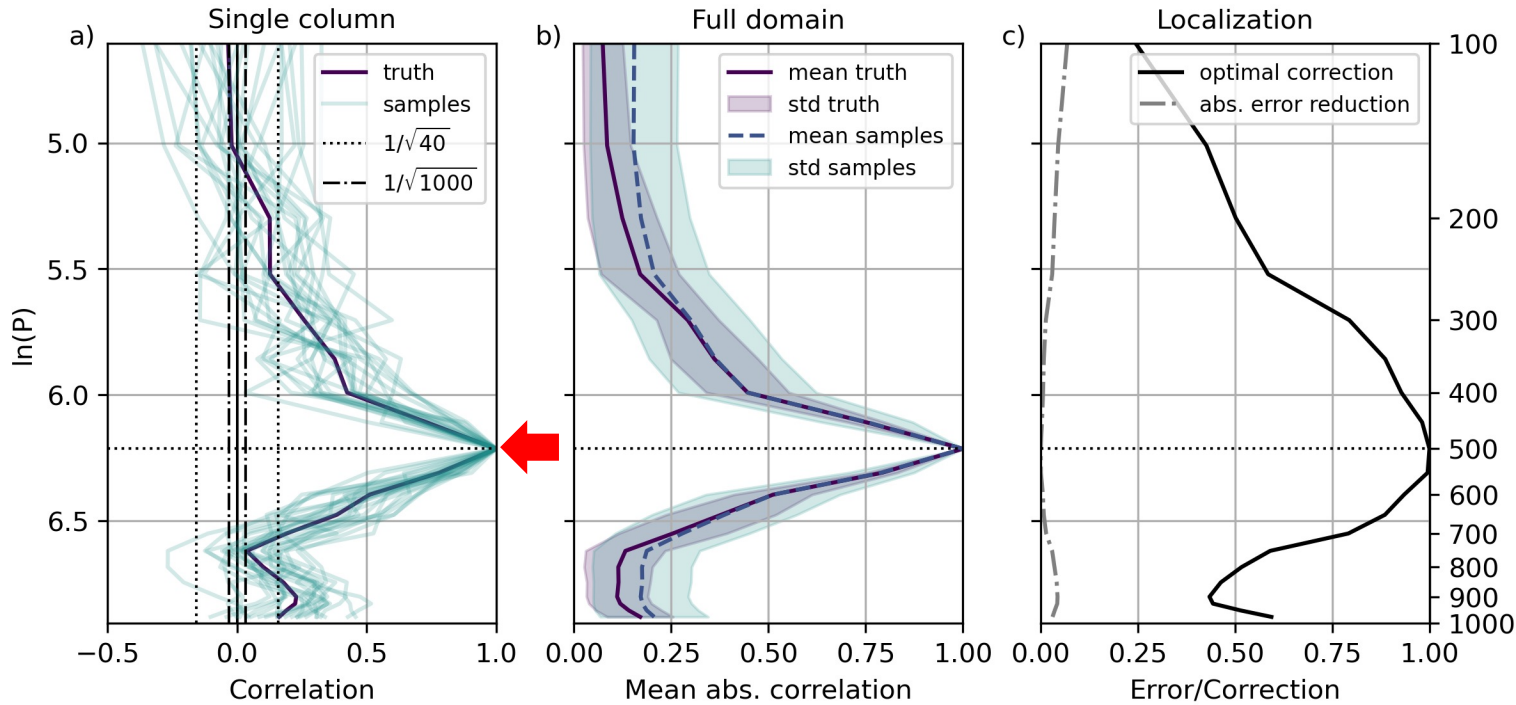 Single column
Full domain
Localization
a)
b)
c)
truth
samples
1/√40
1/√1000
mean truth
std truth
mean samples
std samples
optimal correction
abs. error reduction
ln(P)
5.0
5.5
6.0
6.5
100
200
300
400
500
600
700
800
900
1000
−0.5 0.0 0.5 1.0
0.00 0.25 0.50 0.75 1.00
0.00 0.25 0.50 0.75 1.00
Correlation
Mean abs. correlation
Error/Correction